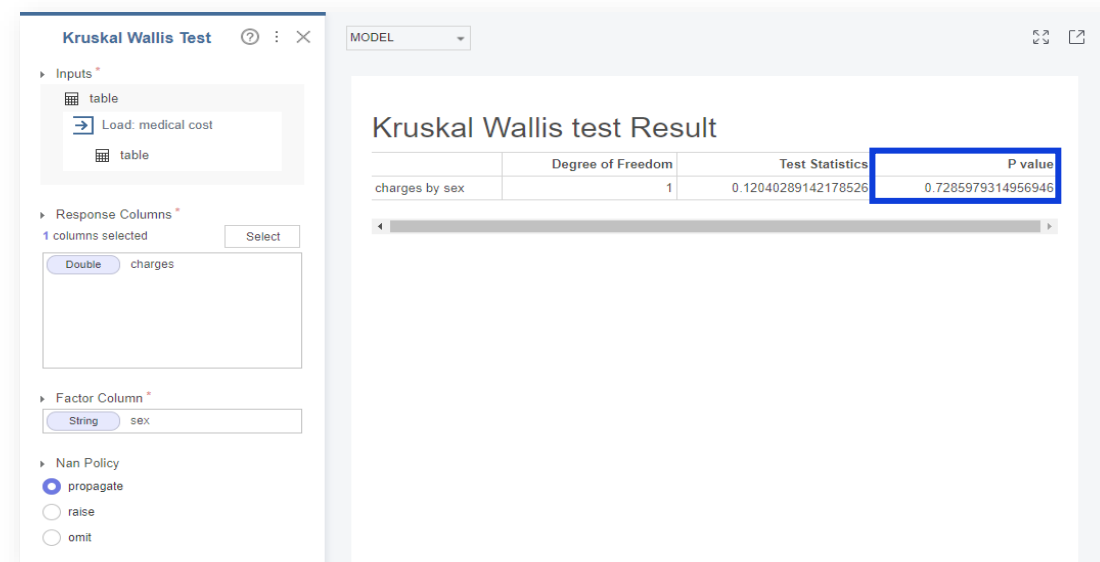 Kruskal Wallis Test
Inputs *
table
Load: medical cost
table
Response Columns *
1 columns selected
Select
Double charges
Factor Column *
String sex
Nan Policy
propagate
raise
omit
MODEL
Kruskal Wallis test Result
Degree of Freedom Test Statistics P value
charges by sex 1 0.12040289142178526 0.7285979314956946